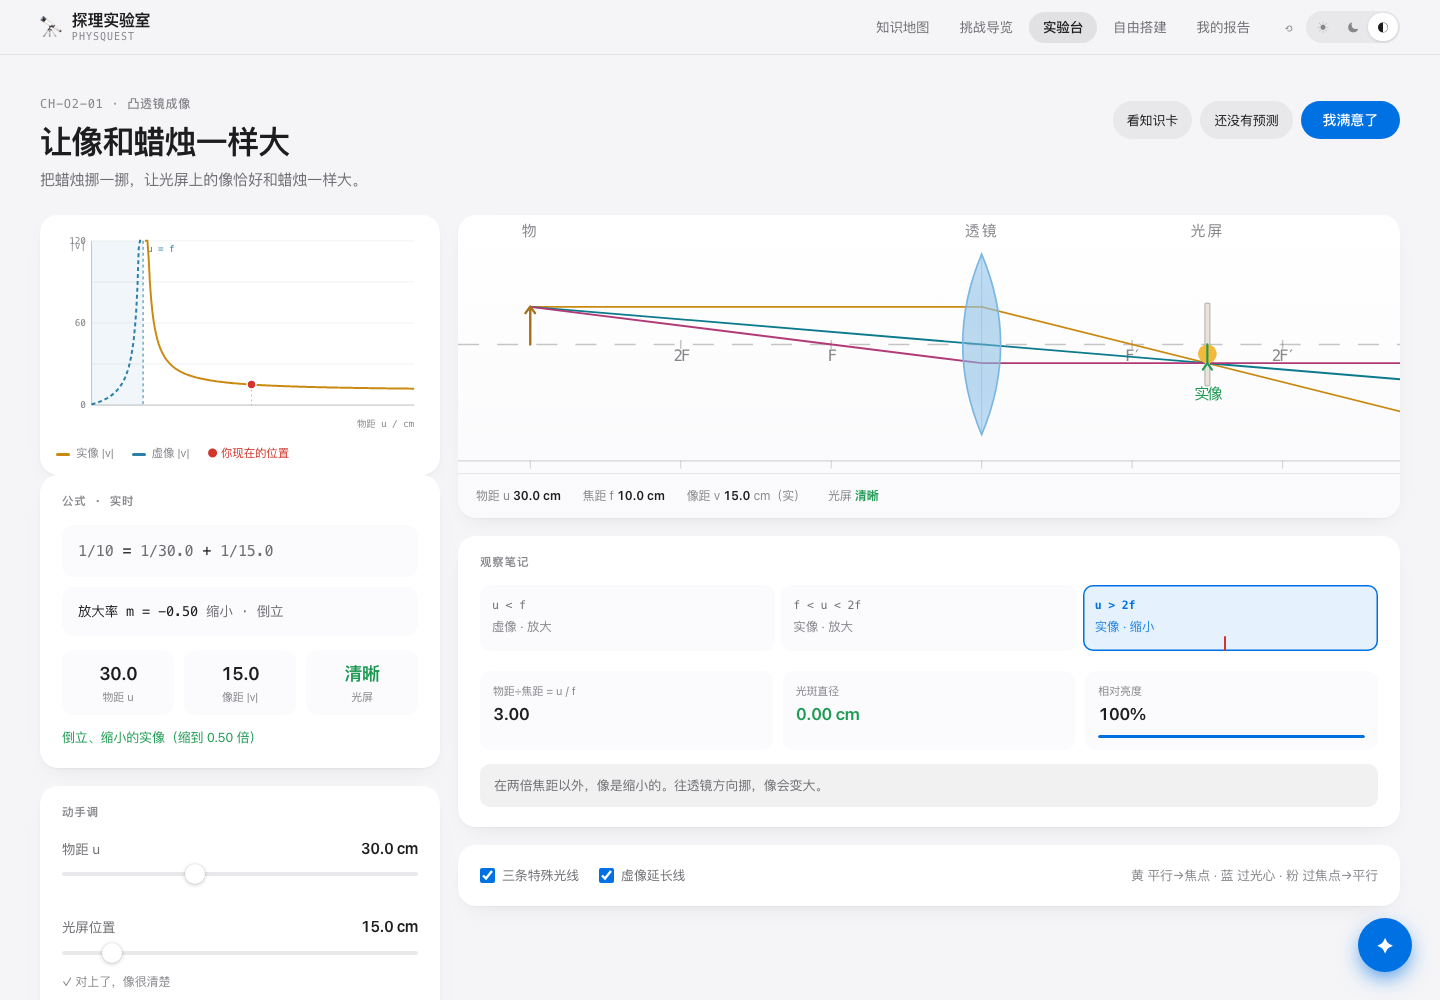 探理实验室
PHYSQUEST
知识地图
挑战导览
实验台
自由搭建
我的报告
CH-O2-01 · 凸透镜成像
让像和蜡烛一样大
把蜡烛挪一挪，让光屏上的像恰好和蜡烛一样大。
看知识卡
还没有预测
我满意了
120
|v|
u = f
60
0
物距 u / cm
实像 |v|
虚像 |v|
你现在的位置
公式 · 实时
1/10 = 1/30.0 + 1/15.0
放大率 m = −0.50 缩小 · 倒立
30.0
物距 u
15.0
像距 |v|
清晰
光屏
倒立、缩小的实像（缩到 0.50 倍）
动手调
物距 u 30.0 cm
光屏位置 15.0 cm
✓ 对上了，像很清楚
物
透镜
光屏
2F
F
F′
2F′
实像
物距 u 30.0 cm 焦距 f 10.0 cm 像距 v 15.0 cm（实） 光屏 清晰
观察笔记
u < f
虚像 · 放大
f < u < 2f
实像 · 放大
u > 2f
实像 · 缩小
物距÷焦距 = u / f
3.00
光斑直径
0.00 cm
相对亮度
100%
在两倍焦距以外，像是缩小的。往透镜方向挪，像会变大。
三条特殊光线
虚像延长线
黄 平行→焦点 · 蓝 过光心 · 粉 过焦点→平行